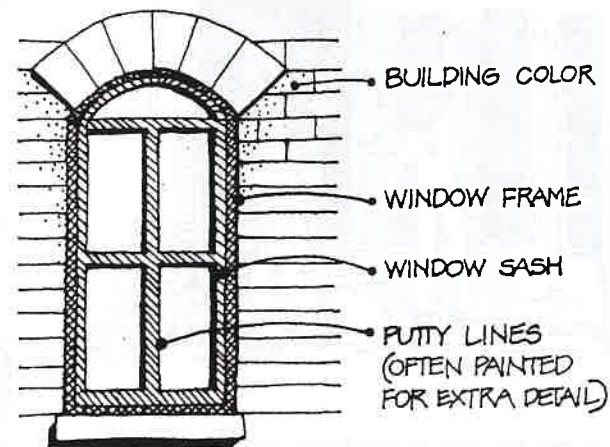 BUILDING COLOR
WINDOW FRAME
WINDOW SASH
PUTTY LINES
(OFTEN PAINTED
FOR EXTRA DETAIL)